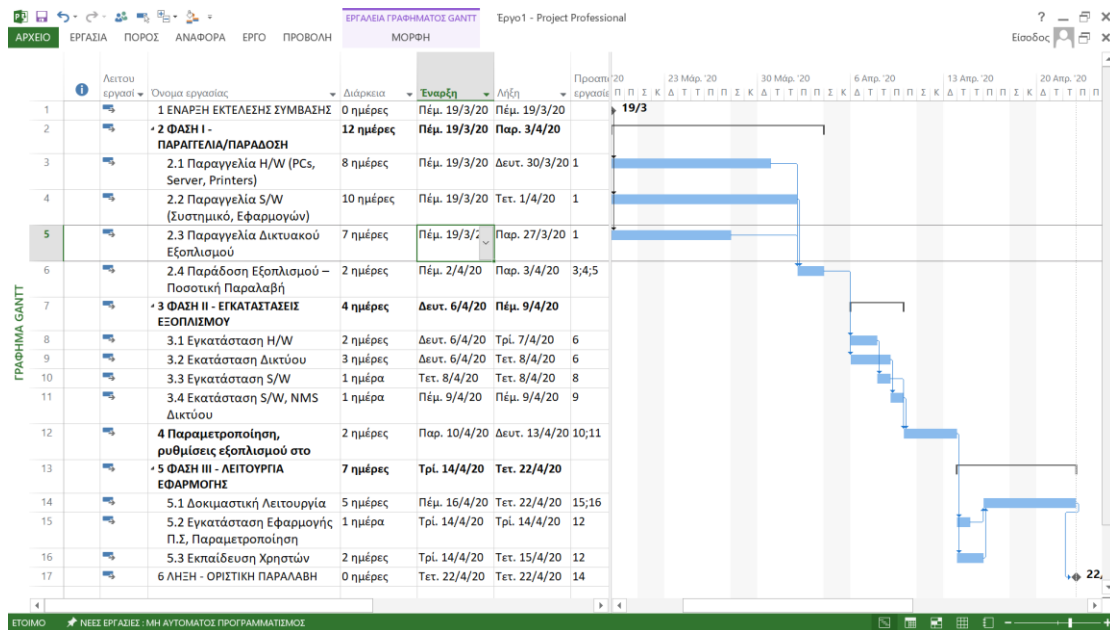 ΕΡΓΑΛΕΙΑ ΓΡΑΦΗΜΑΤΟΣ GANTT
Έργο1 - Project Professional
ΑΡΧΕΙΟ ΕΡΓΑΣΙΑ ΠΟΡΟΣ ΑΝΑΦΟΡΑ ΕΡΓΟ ΠΡΟΒΟΛΗ ΜΟΡΦΗ Είσοδος
Λειτου
εργασί Όνομα εργασίας Διάρκεια Έναρξη Λήξη
Προαπ
εργασίε
'20 23 Μάρ. '20 30 Μάρ. '20 6 Απρ. '20 13 Απρ. '20 20 Απρ. '20
Π Π Σ Κ Δ Τ Τ Π Π Σ Κ Δ Τ Τ Π Π Σ Κ Δ Τ Τ Π Π Σ Κ Δ Τ Τ Π Π Σ Κ Δ Τ Τ Π Π
1 1 ΕΝΑΡΞΗ ΕΚΤΕΛΕΣΗΣ ΣΥΜΒΑΣΗΣ 0 ημέρες Πέμ. 19/3/20 Πέμ. 19/3/20 19/3
2 2 ΦΑΣΗ Ι - 12 ημέρες Πέμ. 19/3/20 Παρ. 3/4/20
ΠΑΡΑΓΓΕΛΙΑ/ΠΑΡΑΔΟΣΗ
3 2.1 Παραγγελία H/W (PCs, 8 ημέρες Πέμ. 19/3/20 Δευτ. 30/3/20 1
Server, Printers)
4 2.2 Παραγγελία S/W 10 ημέρες Πέμ. 19/3/20 Τετ. 1/4/20 1
(Συστημικό, Εφαρμογών)
5 2.3 Παραγγελία Δικτυακού 7 ημέρες Πέμ. 19/3/2 Παρ. 27/3/20 1
Εξοπλισμού
6 2.4 Παράδοση Εξοπλισμού – 2 ημέρες Πέμ. 2/4/20 Παρ. 3/4/20 3;4;5
Ποσοτική Παραλαβή
7 3 ΦΑΣΗ ΙΙ - ΕΓΚΑΤΑΣΤΑΣΕΙΣ 4 ημέρες Δευτ. 6/4/20 Πέμ. 9/4/20
ΕΞΟΠΛΙΣΜΟΥ
8 3.1 Εγκατάσταση H/W 2 ημέρες Δευτ. 6/4/20 Τρί. 7/4/20 6
9 3.2 Εκατάσταση Δικτύου 3 ημέρες Δευτ. 6/4/20 Τετ. 8/4/20 6
10 3.3 Εγκατάσταση S/W 1 ημέρα Τετ. 8/4/20 Τετ. 8/4/20 8
11 3.4 Εκατάσταση S/W, NMS 1 ημέρα Πέμ. 9/4/20 Πέμ. 9/4/20 9
Δικτύου
12 4 Παραμετροποίηση, 2 ημέρες Παρ. 10/4/20 Δευτ. 13/4/20 10;11
ρυθμίσεις εξοπλισμού στο
13 5 ΦΑΣΗ ΙΙΙ - ΛΕΙΤΟΥΡΓΙΑ 7 ημέρες Τρί. 14/4/20 Τετ. 22/4/20
ΕΦΑΡΜΟΓΗΣ
14 5.1 Δοκιμαστική Λειτουργία 5 ημέρες Πέμ. 16/4/20 Τετ. 22/4/20 15;16
15 5.2 Εγκατάσταση Εφαρμογής 1 ημέρα Τρί. 14/4/20 Τρί. 14/4/20 12
Π.Σ, Παραμετροποίηση
16 5.3 Εκπαίδευση Χρηστών 2 ημέρες Τρί. 14/4/20 Τετ. 15/4/20 12
17 6 ΛΗΞΗ - ΟΡΙΣΤΙΚΗ ΠΑΡΑΛΑΒΗ 0 ημέρες Τετ. 22/4/20 Τετ. 22/4/20 14 22,
ΓΡΑΦΗΜΑ GANTT
ΕΤΟΙΜΟ ΝΕΕΣ ΕΡΓΑΣΙΕΣ : ΜΗ ΑΥΤΟΜΑΤΟΣ ΠΡΟΓΡΑΜΜΑΤΙΣΜΟΣ